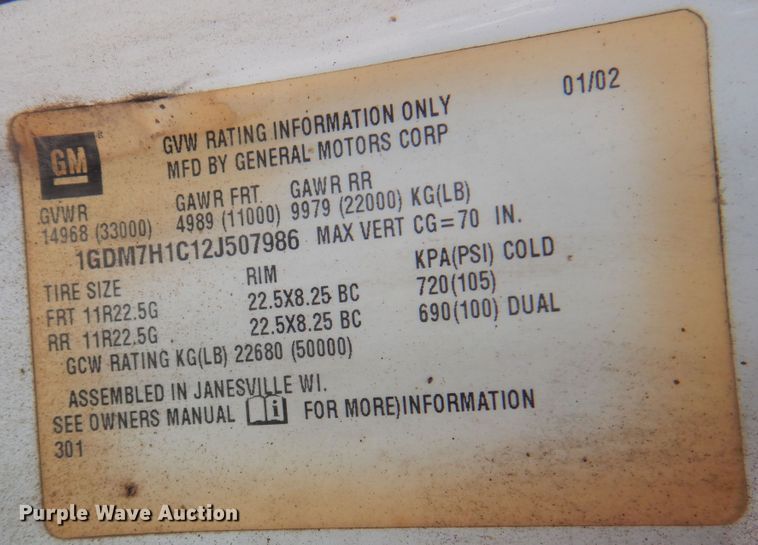 01/02
GM
GVW RATING INFORMATION ONLY
MFD BY GENERAL MOTORS CORP
GVWR GAWR FRT GAWR RR
14968 (33000) 4989 (11000) 9979 (22000) KG(LB)
1GDM7H1C12J507986 MAX VERT CG=70 IN.
TIRE SIZE RIM KPA(PSI) COLD
FRT 11R22.5G 22.5X8.25 BC 720(105)
RR 11R22.5G 22.5X8.25 BC 690(100) DUAL
GCW RATING KG(LB) 22680 (50000)
ASSEMBLED IN JANESVILLE WI.
SEE OWNERS MANUAL i FOR MORE)INFORMATION
301
Purple Wave Auction